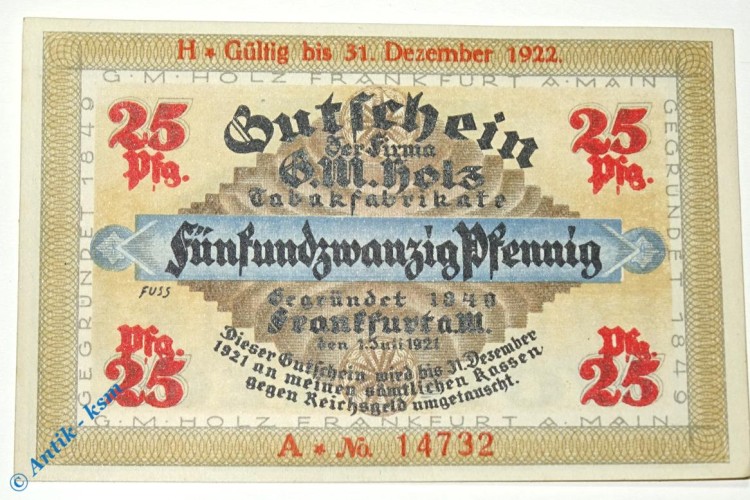 H * Gültig bis 31. Dezember 1922.
G·M·HOLZ FRANKFURT A·MAIN
GEGRÜNDET 1849
GEGRÜNDET 1849
25 Pfg.
25 Pfg.
Gutschein
Der Firma
G.M. Holz
Tabakfabrikate
Fünfundzwanzig Pfennig
FUSS
Gegründet 1849
Frankfurt a M.
den 1. Juli 1921
Dieser Gutschein wird bis 31. Dezember
1921 an meinen sämtlichen Kassen
gegen Reichsgeld umgetauscht.
Pfg. 25
Pfg. 25
G·M·HOLZ FRANKFURT A·MAIN
A * No. 14732
© Antik - ksm